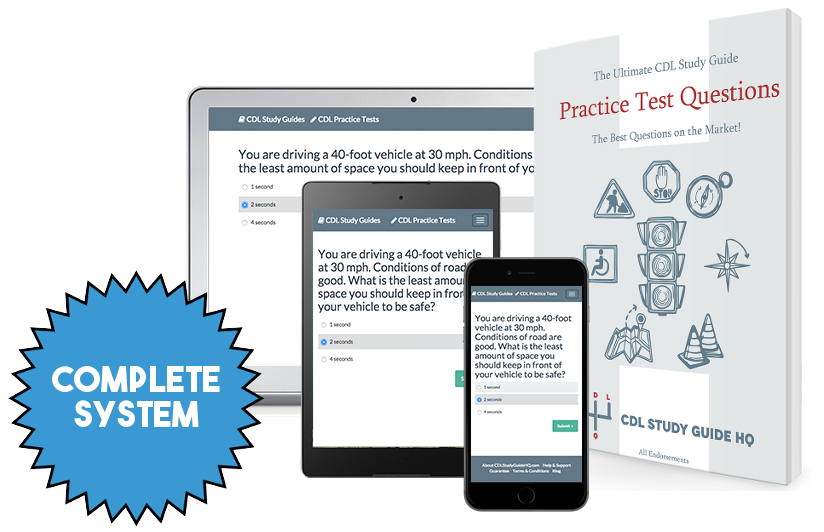 CDL Study Guides CDL Practice Tests
You are driving a 40-foot vehicle at 30 mph. Conditions
the least amount of space you should keep in front of yo
1 second
2 seconds
4 seconds
CDL Study Guides CDL Practice Tests
You are driving a 40-foot vehicle
at 30 mph. Conditions of road
good. What is the least amou
space you should keep in fron
your vehicle to be safe?
1 second
2 seconds
4 seconds
S
CDL Study Guides CDL Practice Tests
You are driving a 40-foot
vehicle at 30 mph.
Conditions of road are
good. What is the least
amount of space you
should keep in front of
your vehicle to be safe?
1 second
2 seconds
4 seconds
Submit >
About CDLStudyGuideHQ.com Help & Support
Guarantee Terms & Conditions Blog
The Ultimate CDL Study Guide
Practice Test Questions
The Best Questions on the Market!
STOP
D L
Q
CDL STUDY GUIDE HQ
All Endorsements
COMPLETE
SYSTEM